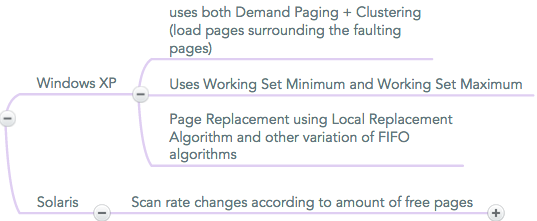 uses both Demand Paging + Clustering
(load pages surrounding the faulting
pages)
Windows XP
Uses Working Set Minimum and Working Set Maximum
Page Replacement using Local Replacement
Algorithm and other variation of FIFO
algorithms
Solaris
Scan rate changes according to amount of free pages